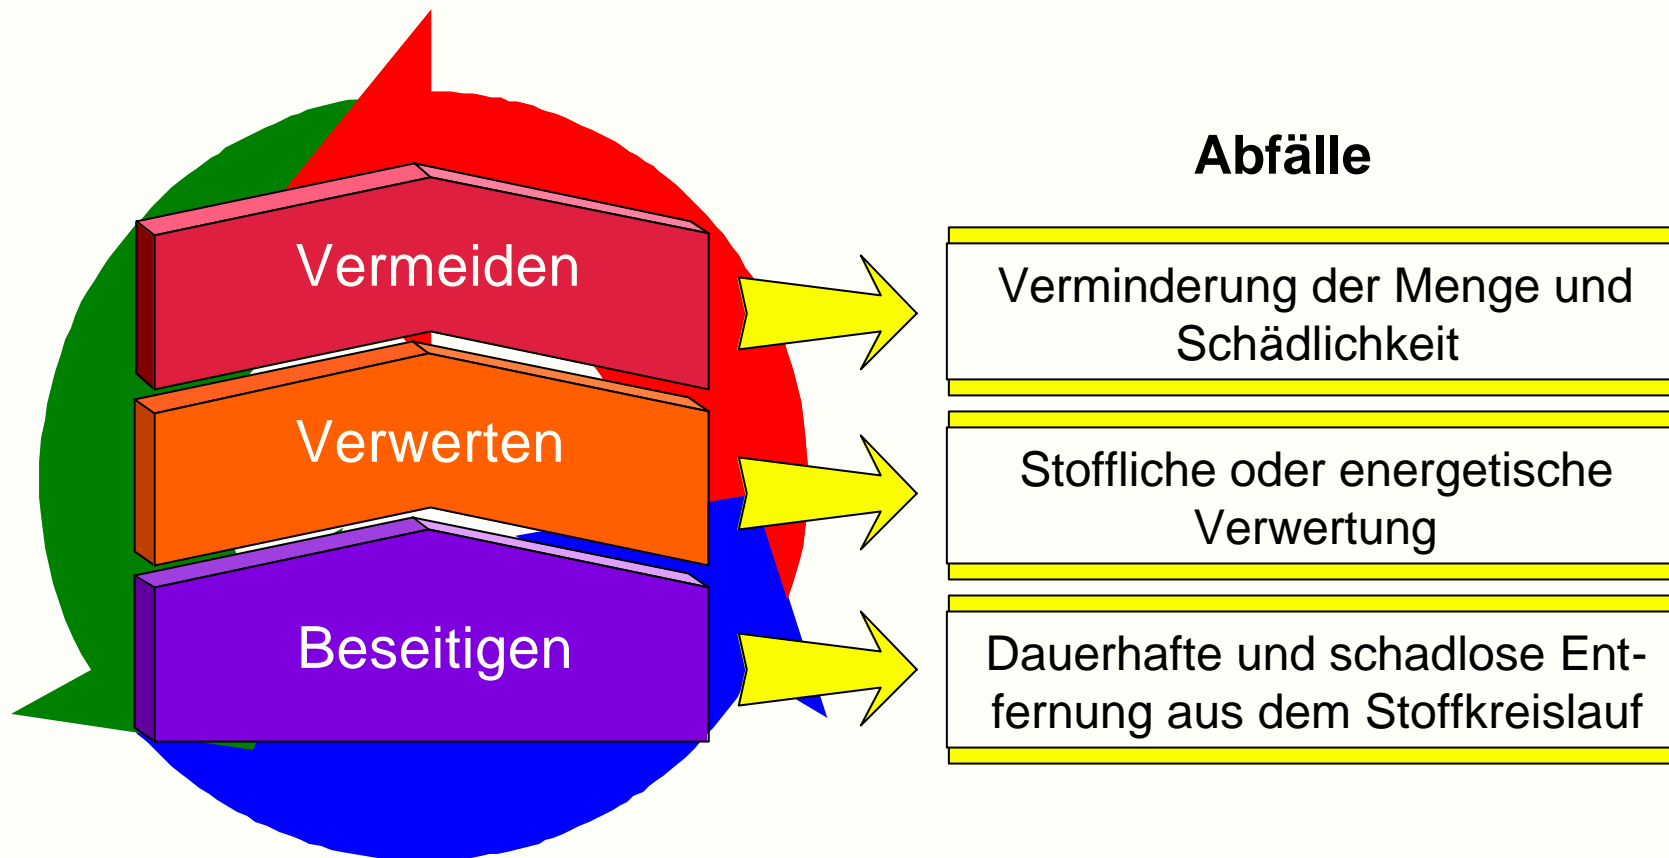 Abfälle
Vermeiden
Verminderung der Menge und
Schädlichkeit
Verwerten
Stoffliche oder energetische
Verwertung
Beseitigen
Dauerhafte und schadlose Ent-
fernung aus dem Stoffkreislauf